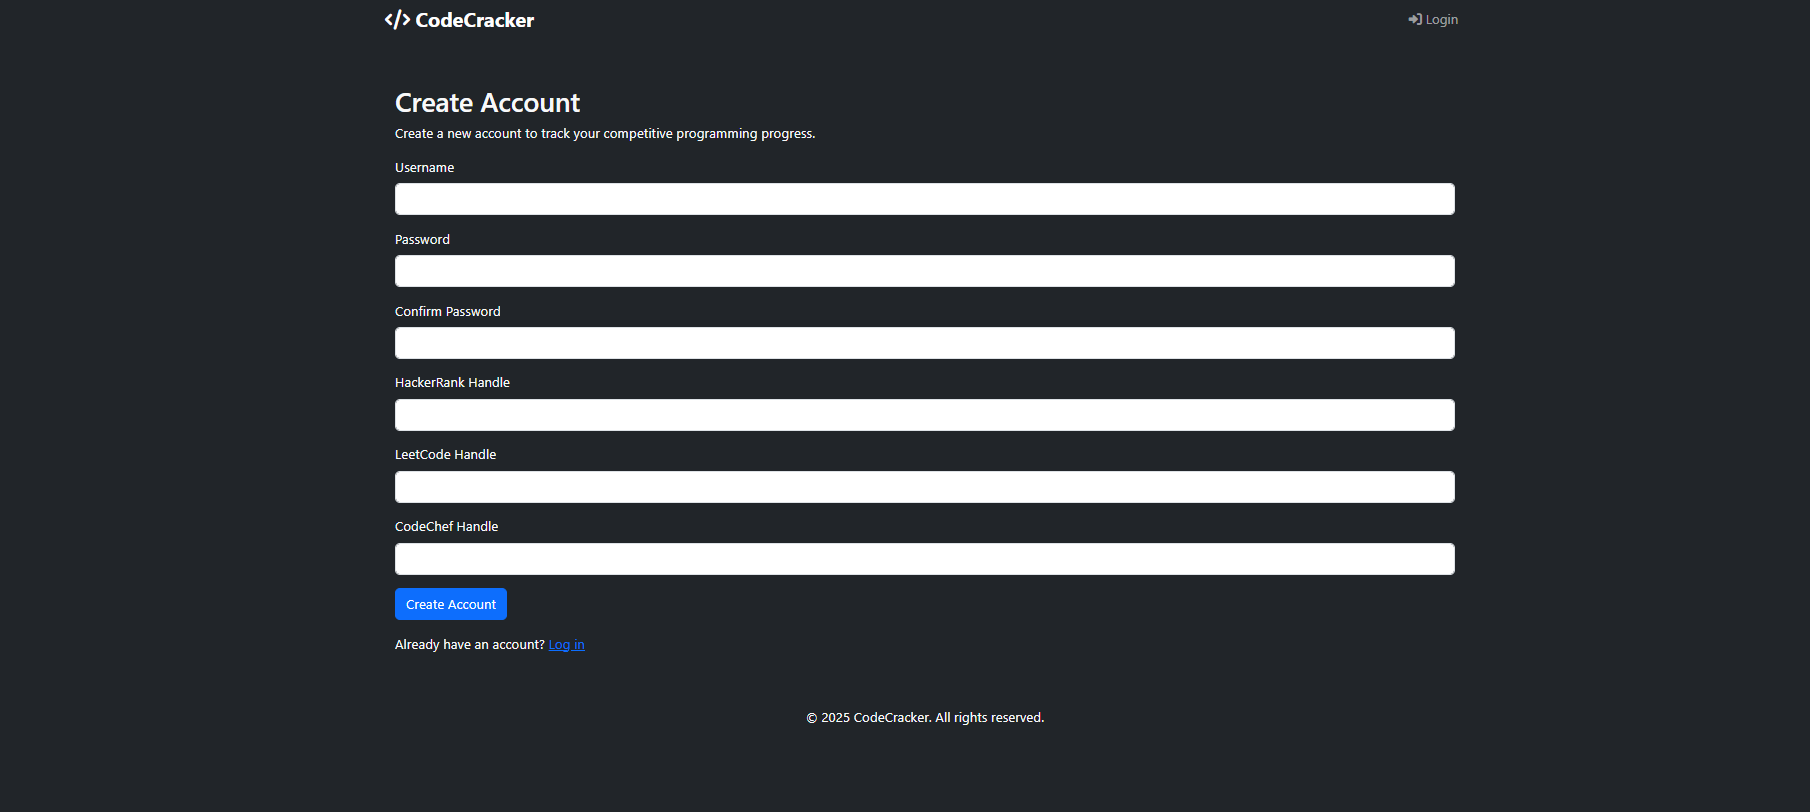 CodeCracker
Login
Create Account
Create a new account to track your competitive programming progress.
Username
Password
Confirm Password
HackerRank Handle
LeetCode Handle
CodeChef Handle
Create Account
Already have an account? Log in
© 2025 CodeCracker. All rights reserved.